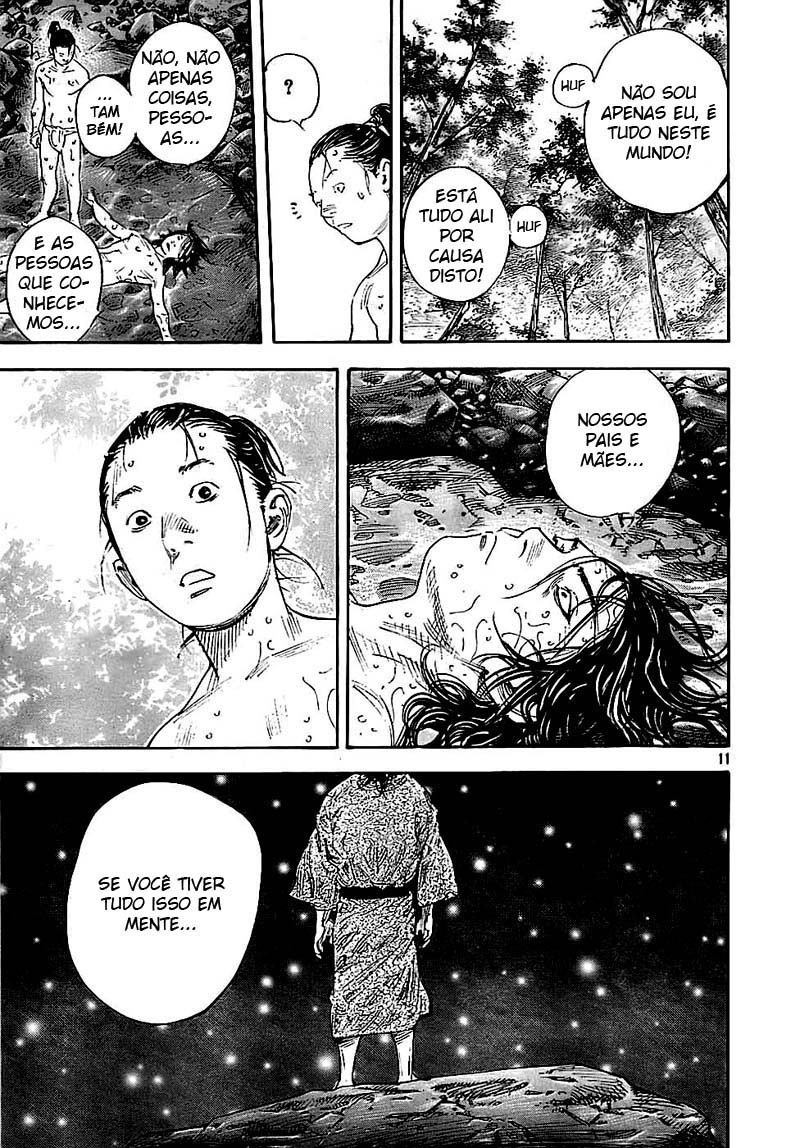 NÃO SOU
APENAS EU, É
TUDO NESTE
MUNDO!
HUF
HUF
ESTÁ
TUDO ALI
POR
CAUSA
DISTO!
?
NÃO, NÃO
APENAS
COISAS,
PESSO-
AS...
...
TAM
BÉM!
E AS
PESSOAS
QUE CO-
NHECE-
MOS...
NOSSOS
PAIS E
MÃES...
11
SE VOCÊ TIVER
TUDO ISSO EM
MENTE...